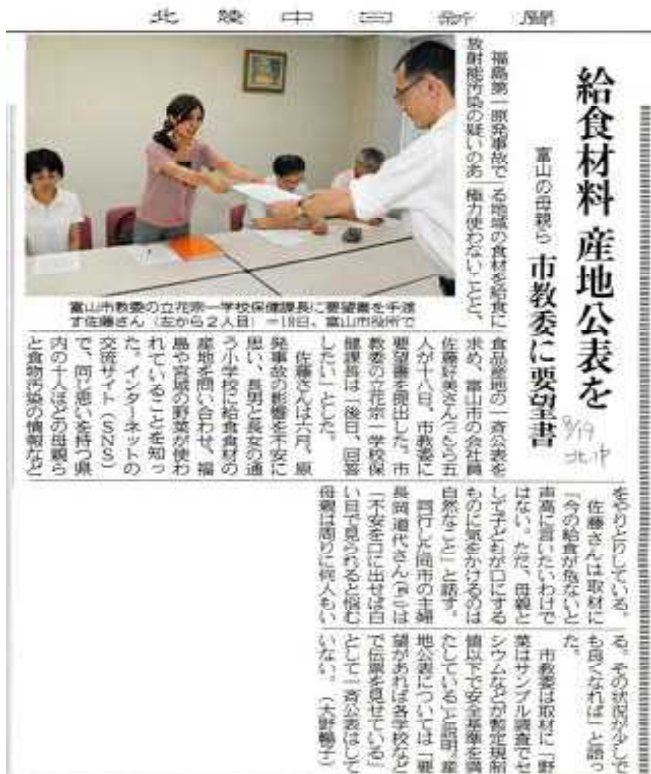 北陸中日新聞
給食材料 産地公表を
富山の母親ら 市教委に要望書
8/19
北中
富山市教委の立花宗一学校保健課長に要望書を手渡
す佐藤さん(左から2人目)=18日、富山市役所で
福島第一原発事故で
放射能汚染の疑いのあ
る地域の食材を給食に
極力使わないことと、
食品産地の一斉公表を
求め、富山市の会社員
佐藤好美さん ら五
人が十八日、市教委に
要望書を提出した。市
教委の立花宗一学校保
健課長は「後日、回答
したい」とした。
佐藤さんは六月、原
発事故の影響を不安に
思い、長男と長女の通
う小学校に給食食材の
産地を問い合わせ、福
島や宮城の野菜が使わ
れていることを知っ
た。インターネットの
交流サイト(SNS)
で、同じ思いを持つ県
内の十人ほどの母親ら
と食物汚染の情報など
をやりとりしている。
佐藤さんは取材に
「今の給食が危ないと
声高に言いたいわけで
はない。ただ、母親と
して子どもが口にする
ものに気をかけるのは
自然なこと」と話す。
同行した同市の主婦
長岡道代さん は
「不安を口に出せば白
い目で見られると悩む
母親は周りに何人もい
る。その状況が少しで
も良くなれば」と語っ
た。
市教委は取材に「野
菜はサンプル調査でセ
シウムなどが暫定規制
値以下で安全基準を満
たしている」と説明。産
地公表については「要
望があれば各学校など
で伝票を見せている」
として一斉公表はして
いない。 (大野暢子)